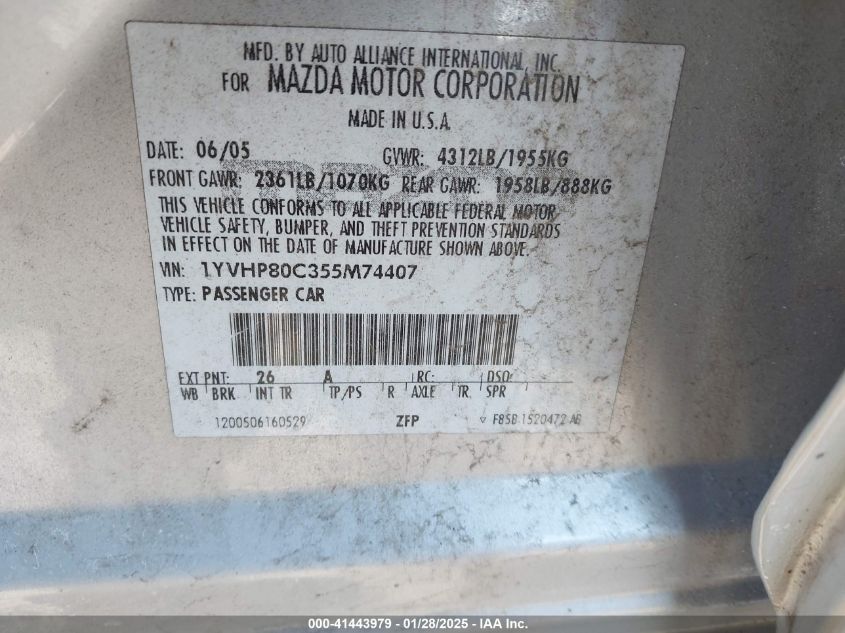 MFD. BY AUTO ALLIANCE INTERNATIONAL, INC.
FOR MAZDA MOTOR CORPORATION
MADE IN U.S.A
DATE: 06/05 GVWR: 4312LB/1955KG
FRONT GAWR: 2361LB/1070KG REAR GAWR: 1958LB/888KG
THIS VEHICLE CONFORMS TO ALL APPLICABLE FEDERAL MOTOR
VEHICLE SAFETY, BUMPER, AND THEFT PREVENTION STANDARDS
IN EFFECT ON THE DATE OF MANUFACTURE SHOWN ABOVE.
VIN: 1YVHP80C355M74407
TYPE: PASSENGER CAR
EXT PNT: 26 A RC: DSO:
WB BRK INT TR TP/PS R AXLE TR SPR
1200506160529 ZFP ▽ F85B 1520472 AB
000-41443979 - 01/28/2025 - IAA Inc.